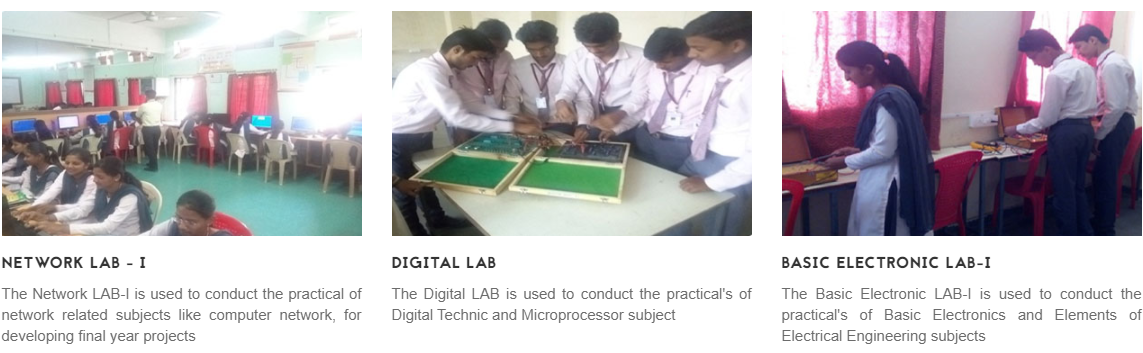 NETWORK LAB - I
The Network LAB-I is used to conduct the practical of
network related subjects like computer network, for
developing final year projects
DIGITAL LAB
The Digital LAB is used to conduct the practical's of
Digital Technic and Microprocessor subject
BASIC ELECTRONIC LAB-I
The Basic Electronic LAB-I is used to conduct the
practical's of Basic Electronics and Elements of
Electrical Engineering subjects